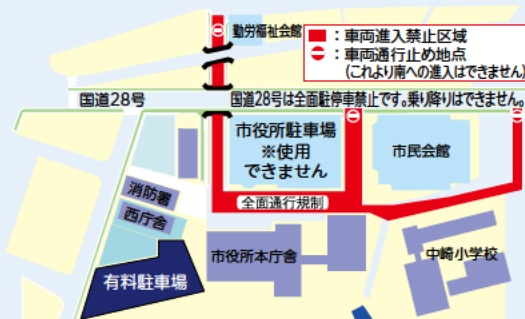 勤労福祉会館
：車両進入禁止区域
：車両通行止め地点
（これより南への進入はできません）
国道28号
国道28号は全面駐停車禁止です。乗り降りはできません。
市役所駐車場
※使用
できません
市民会館
消防署
西庁舎
全面通行規制
有料駐車場
市役所本庁舎
中崎小学校